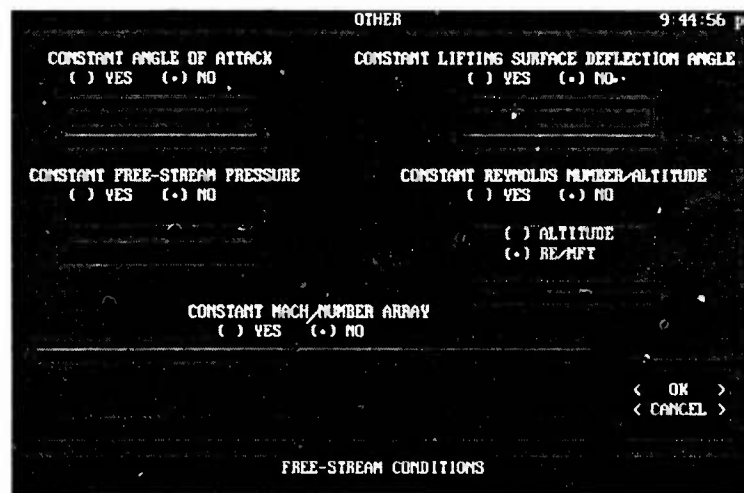 OTHER 9:44:56 p
CONSTANT ANGLE OF ATTACK
( ) YES (•) NO
CONSTANT LIFTING SURFACE DEFLECTION ANGLE
( ) YES (•) NO
CONSTANT FREE-STREAM PRESSURE
( ) YES (•) NO
CONSTANT REYNOLDS NUMBER/ALTITUDE
( ) YES (•) NO
( ) ALTITUDE
(•) RE/MFT
CONSTANT MACH/NUMBER ARRAY
( ) YES (•) NO
< OK >
< CANCEL >
FREE-STREAM CONDITIONS